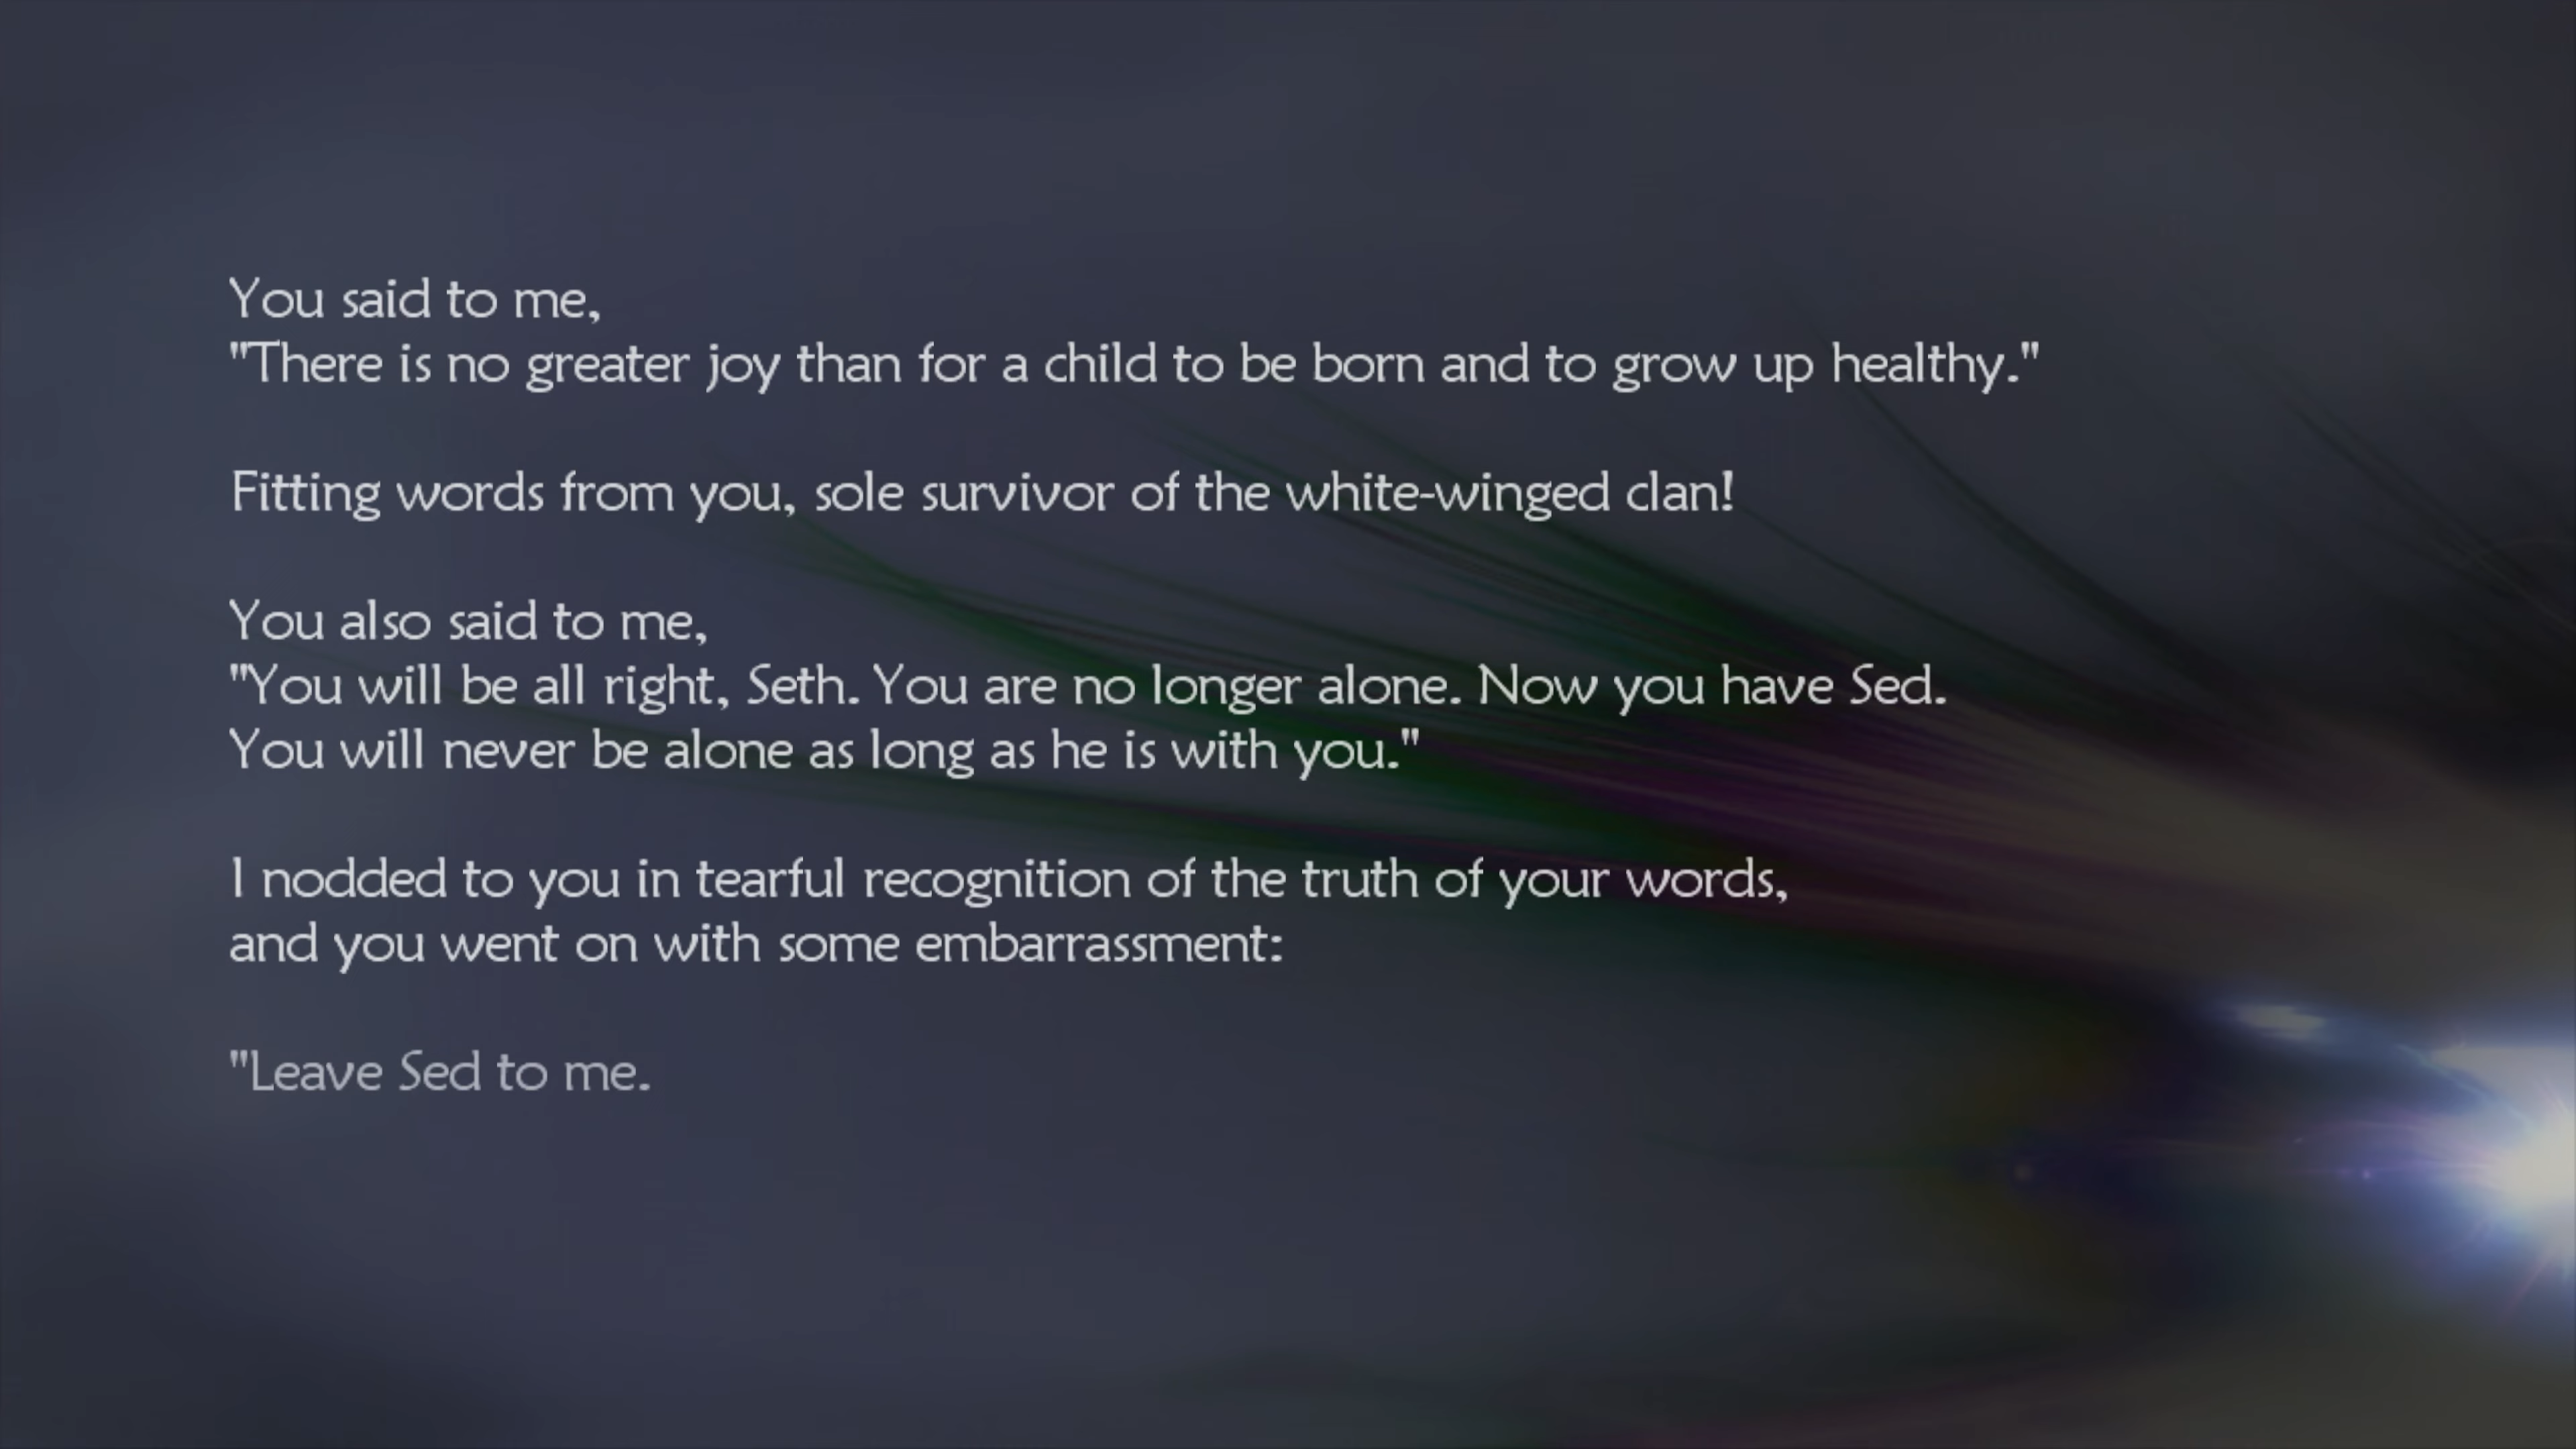 You said to me,
"There is no greater joy than for a child to be born and to grow up healthy."
Fitting words from you, sole survivor of the white-winged clan!
You also said to me,
"You will be all right, Seth. You are no longer alone. Now you have Sed.
You will never be alone as long as he is with you."
I nodded to you in tearful recognition of the truth of your words,
and you went on with some embarrassment:
"Leave Sed to me.